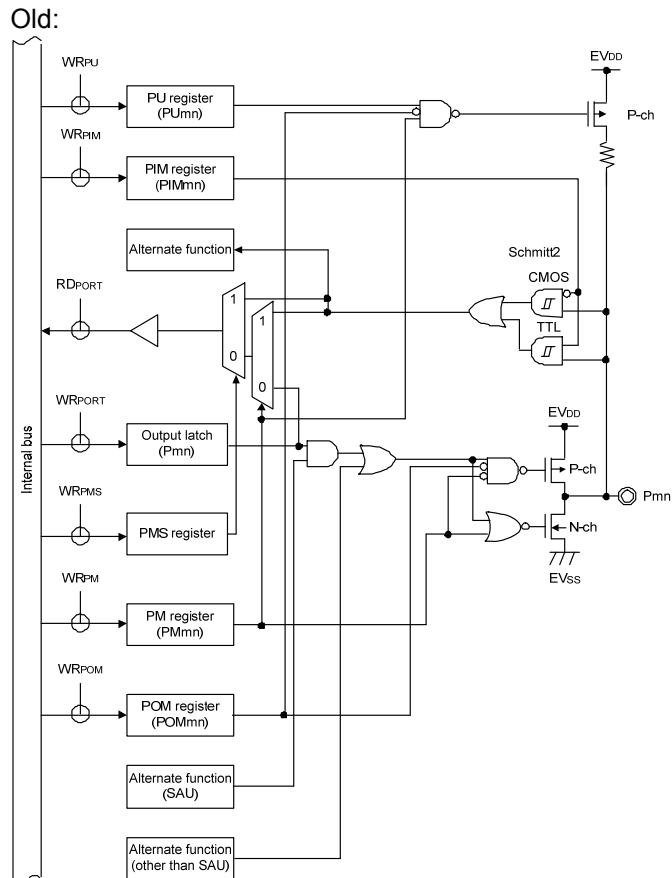 Old:
WRPU
EVDD
PU register
(PUmn)
P-ch
WRPIM
PIM register
(PIMmn)
Alternate function
Schmitt2
CMOS
RDPORT
1
1
TTL
0
0
WRPORT
EVDD
Output latch
(Pmn)
P-ch
Internal bus
Pmn
WRPMS
PMS register
N-ch
EVSS
WRPM
PM register
(PMmn)
WRPOM
POM register
(POMmn)
Alternate function
(SAU)
Alternate function
(other than SAU)